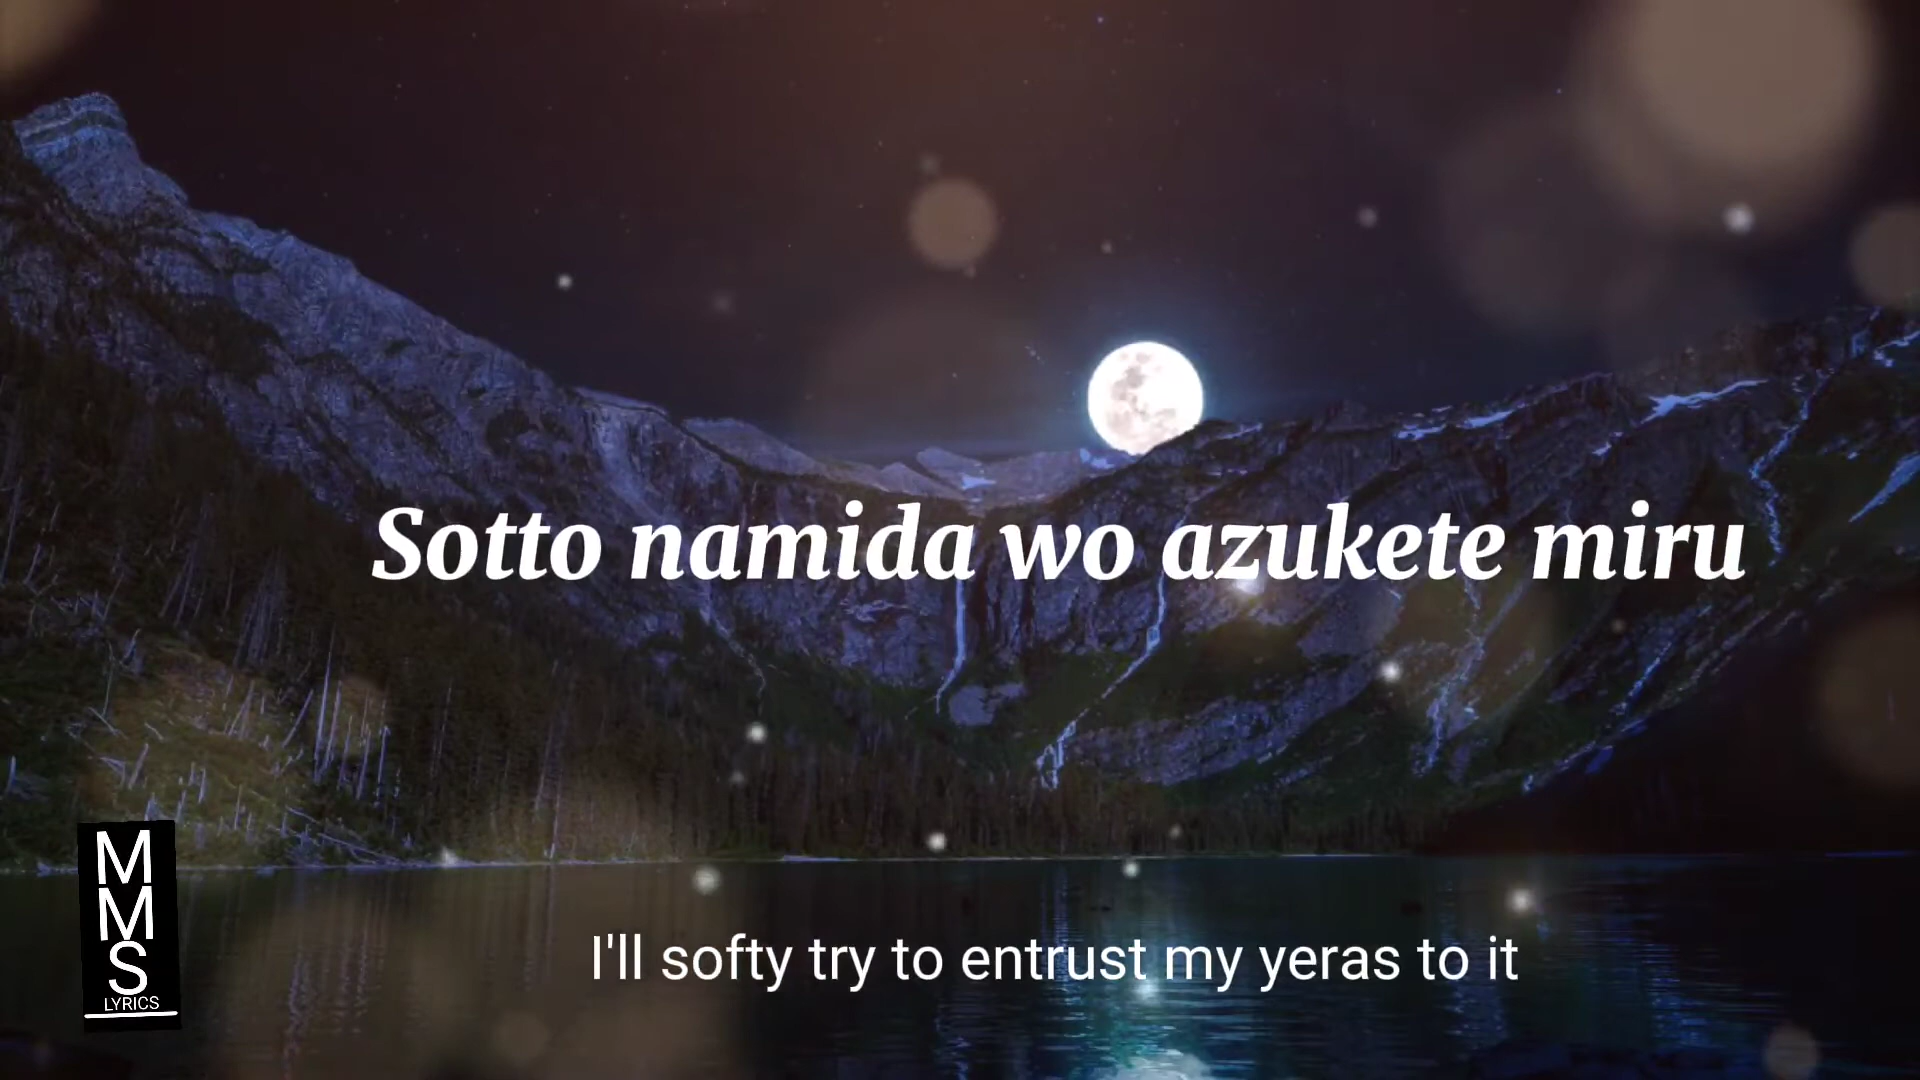 Sotto namida wo azukete miru
M
M
S
LYRICS
I'll softy try to entrust my yeras to it